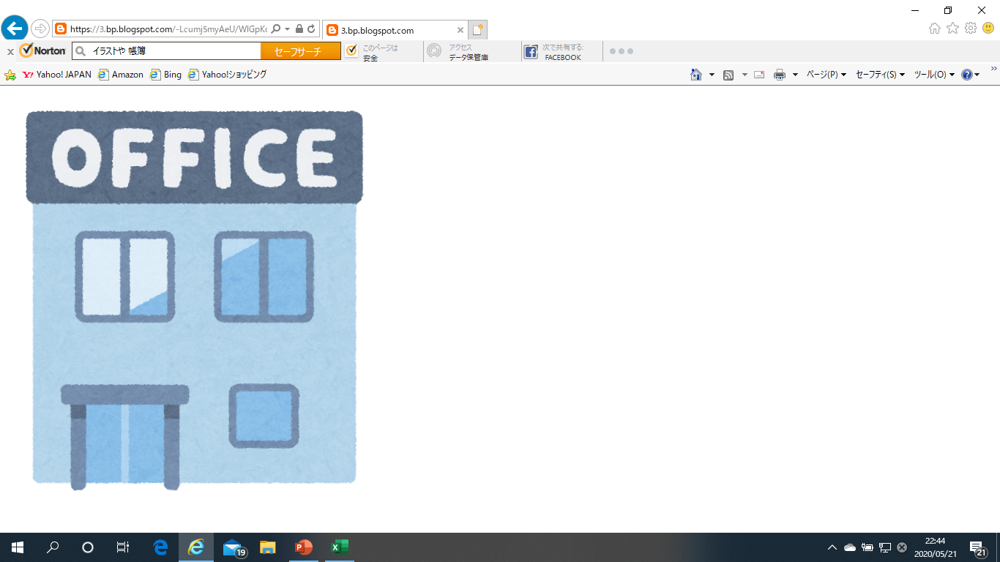 https://3.bp.blogspot.com/-Lcumj5myAeU/WIGpKc
3.bp.blogspot.com
x Norton イラストや 帳簿 セーフサーチ
このページは
安全
アクセス
データ保管庫
次で共有する:
FACEBOOK
Yahoo! JAPAN Amazon Bing Yahoo!ショッピング
ページ(P) セーフティ(S) ツール(O)
OFFICE
19
22:44
2020/05/21
21